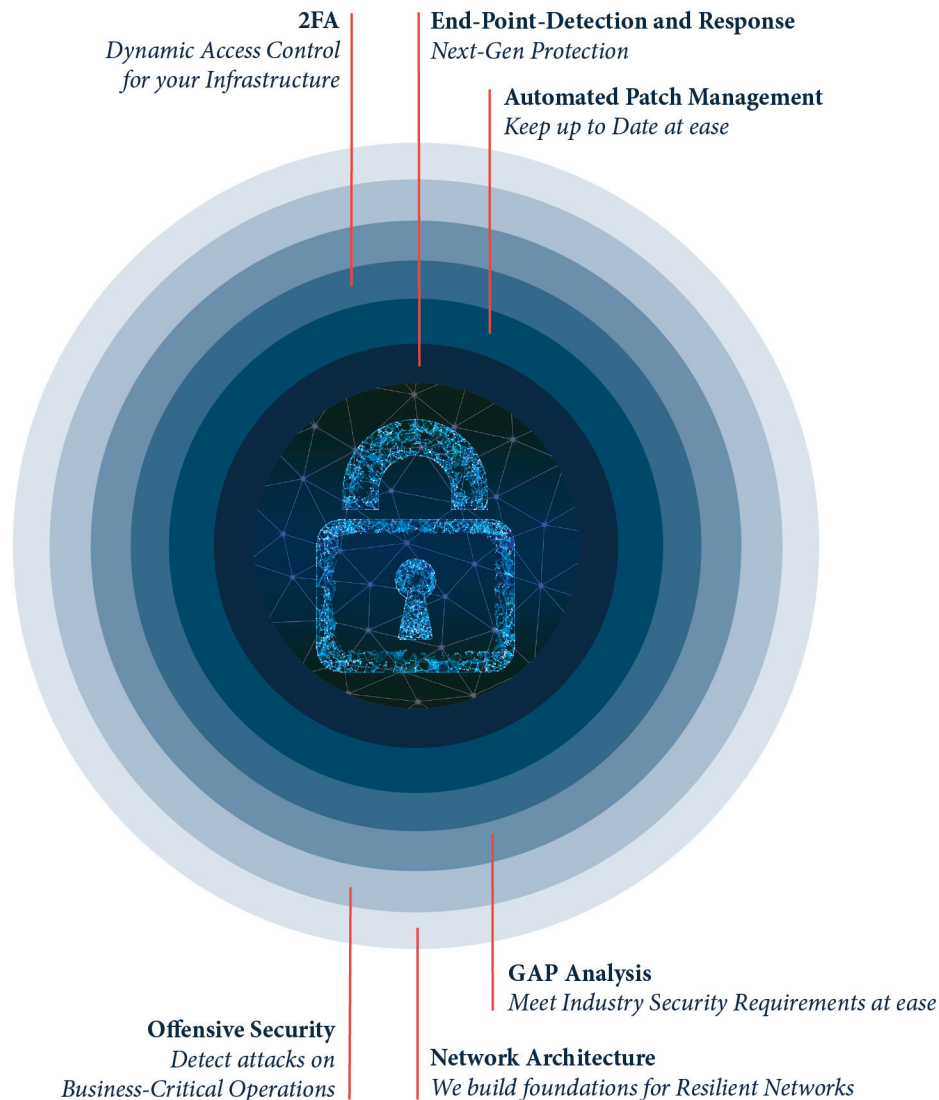 2FA
Dynamic Access Control
for your Infrastructure
End-Point-Detection and Response
Next-Gen Protection
Automated Patch Management
Keep up to Date at ease
GAP Analysis
Meet Industry Security Requirements at ease
Offensive Security
Detect attacks on
Business-Critical Operations
Network Architecture
We build foundations for Resilient Networks